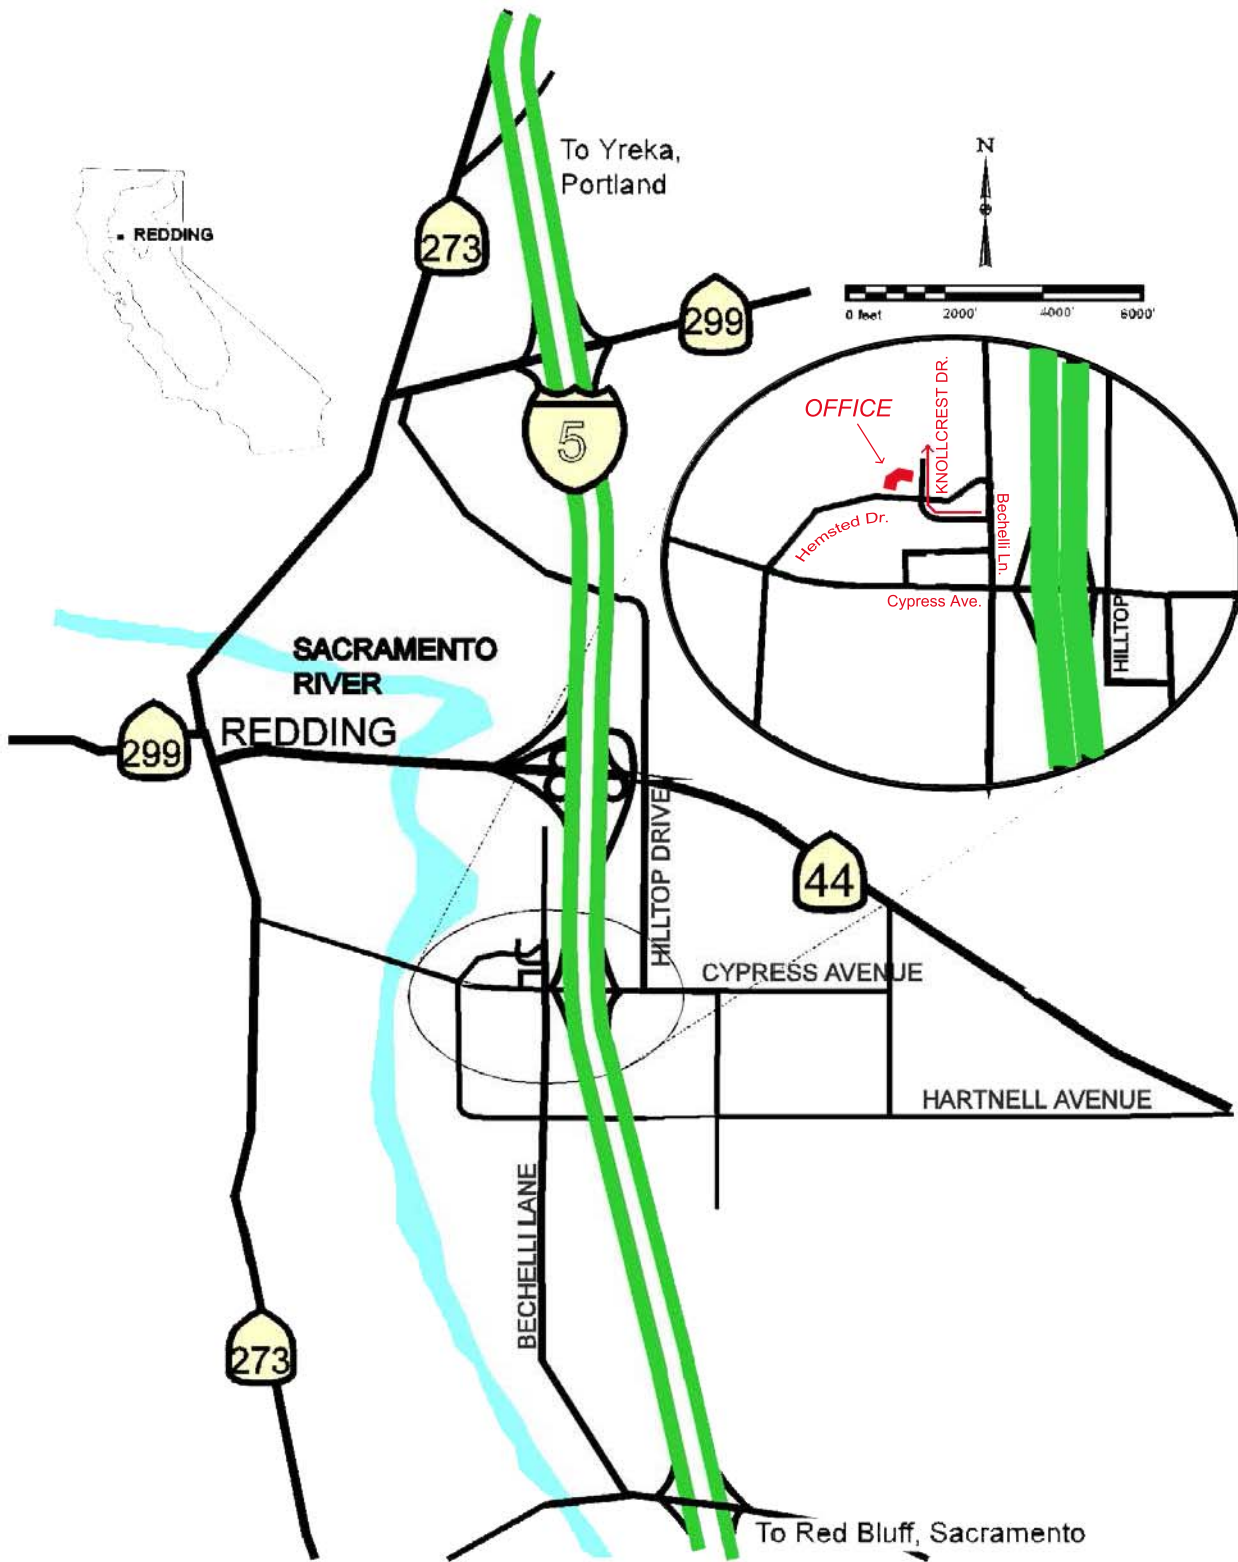 To Yreka,
Portland
N
REDDING
273
299
0 feet
2000'
4000'
6000'
5
OFFICE
KNOLLCREST DR.
Bechelli Ln.
Hemsted Dr.
Cypress Ave.
HILLTOP
SACRAMENTO
RIVER
REDDING
299
HILLTOP DRIVE
44
CYPRESS AVENUE
HARTNELL AVENUE
BECHELLI LANE
273
To Red Bluff, Sacramento